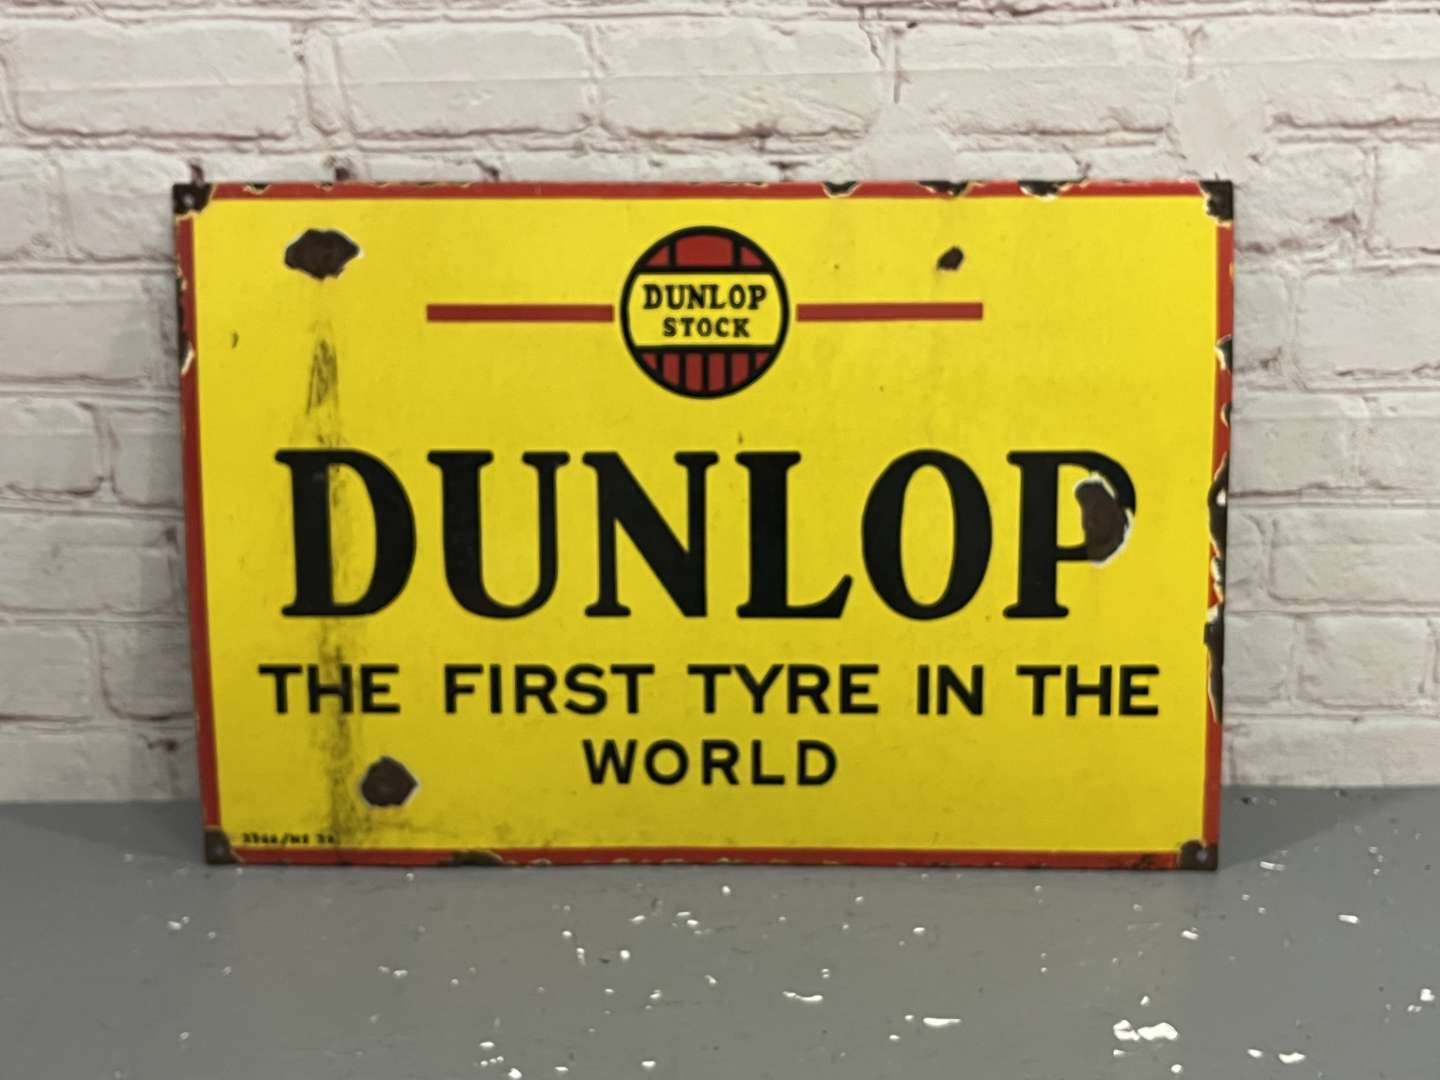 DUNLOP
STOCK
DUNLOP
THE FIRST TYRE IN THE
WORLD